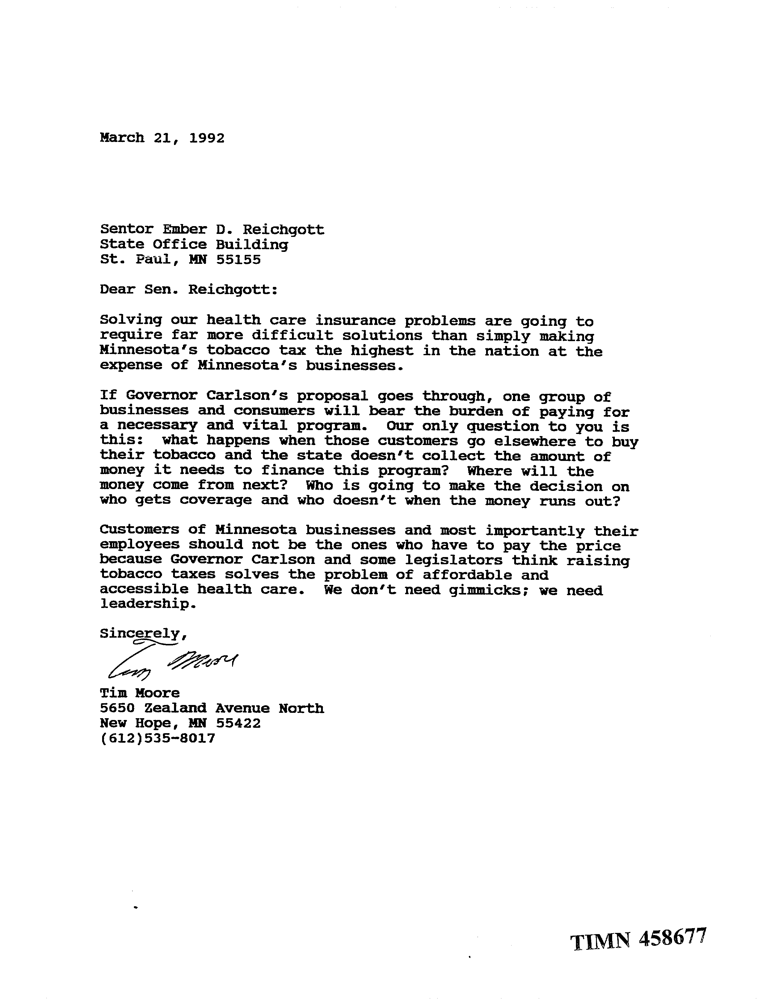 March 21, 1992
Sentor Ember D. Reichgott
State Office Building
St. Paul, MN 55155
Dear Sen. Reichgott:
Solving our health care insurance problems are going to
require far more difficult solutions than simply making
Minnesota's tobacco tax the highest in the nation at the
expense of Minnesota's businesses.
If Governor Carlson's proposal goes through, one group of
businesses and consumers will bear the burden of paying for
a necessary and vital program.  Our only question to you is
this:  what happens when those customers go elsewhere to buy
their tobacco and the state doesn't collect the amount of
money it needs to finance this program?  Where will the
money come from next?  Who is going to make the decision on
who gets coverage and who doesn't when the money runs out?
Customers of Minnesota businesses and most importantly their
employees should not be the ones who have to pay the price
because Governor Carlson and some legislators think raising
tobacco taxes solves the problem of affordable and
accessible health care.  We don't need gimmicks; we need
leadership.
Sincerely,
Tim Moore
Tim Moore
5650 Zealand Avenue North
New Hope, MN 55422
(612)535-8017
TIMN 458677